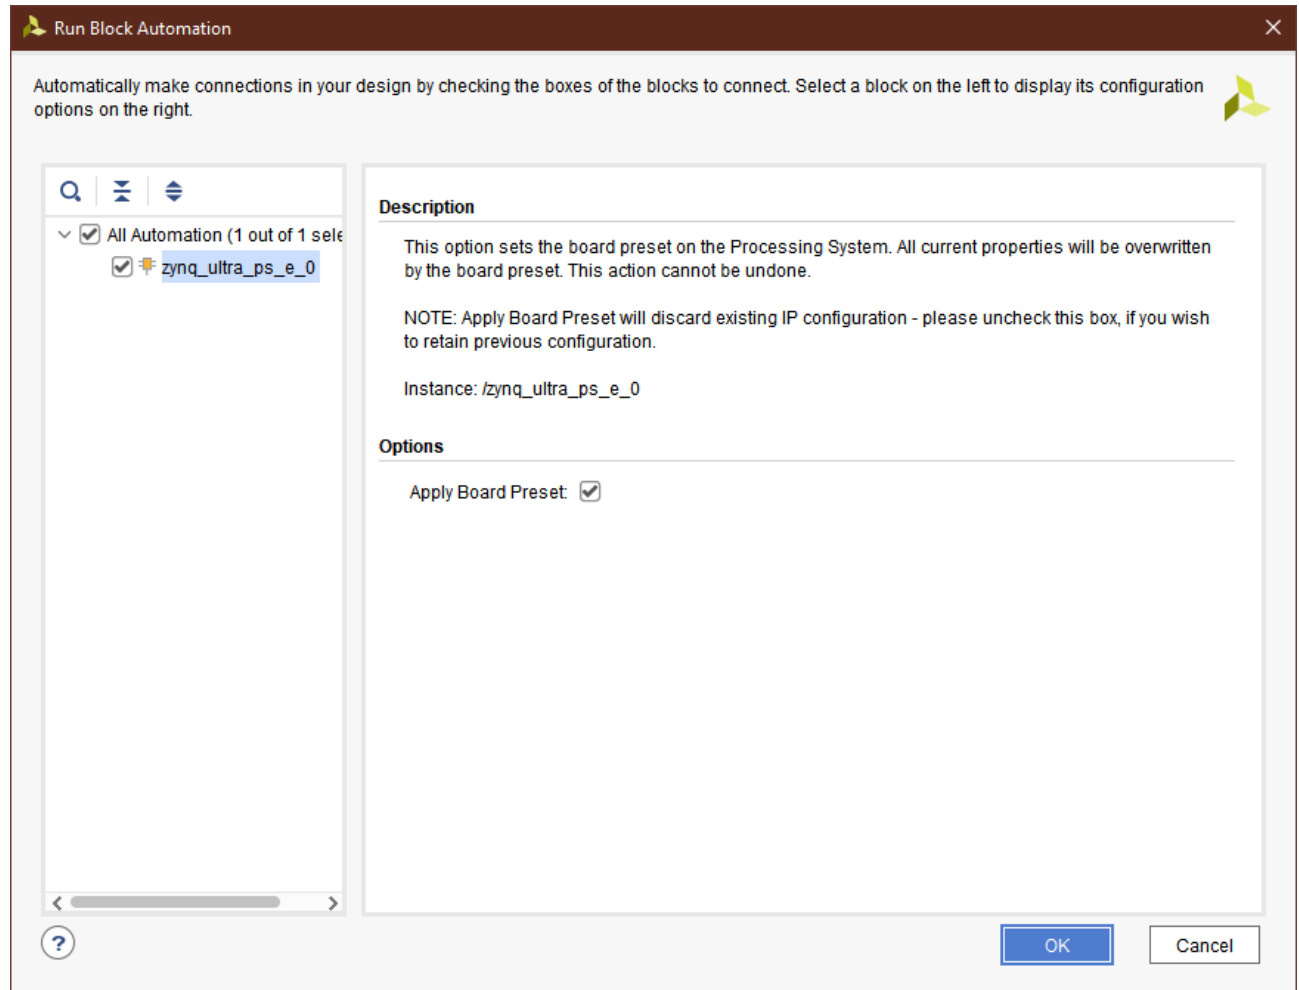 Run Block Automation
Automatically make connections in your design by checking the boxes of the blocks to connect. Select a block on the left to display its configuration
options on the right.
All Automation (1 out of 1 sele
zynq_ultra_ps_e_0
Description
This option sets the board preset on the Processing System. All current properties will be overwritten
by the board preset. This action cannot be undone.
NOTE: Apply Board Preset will discard existing IP configuration - please uncheck this box, if you wish
to retain previous configuration.
Instance: /zynq_ultra_ps_e_0
Options
Apply Board Preset:
?
OK
Cancel